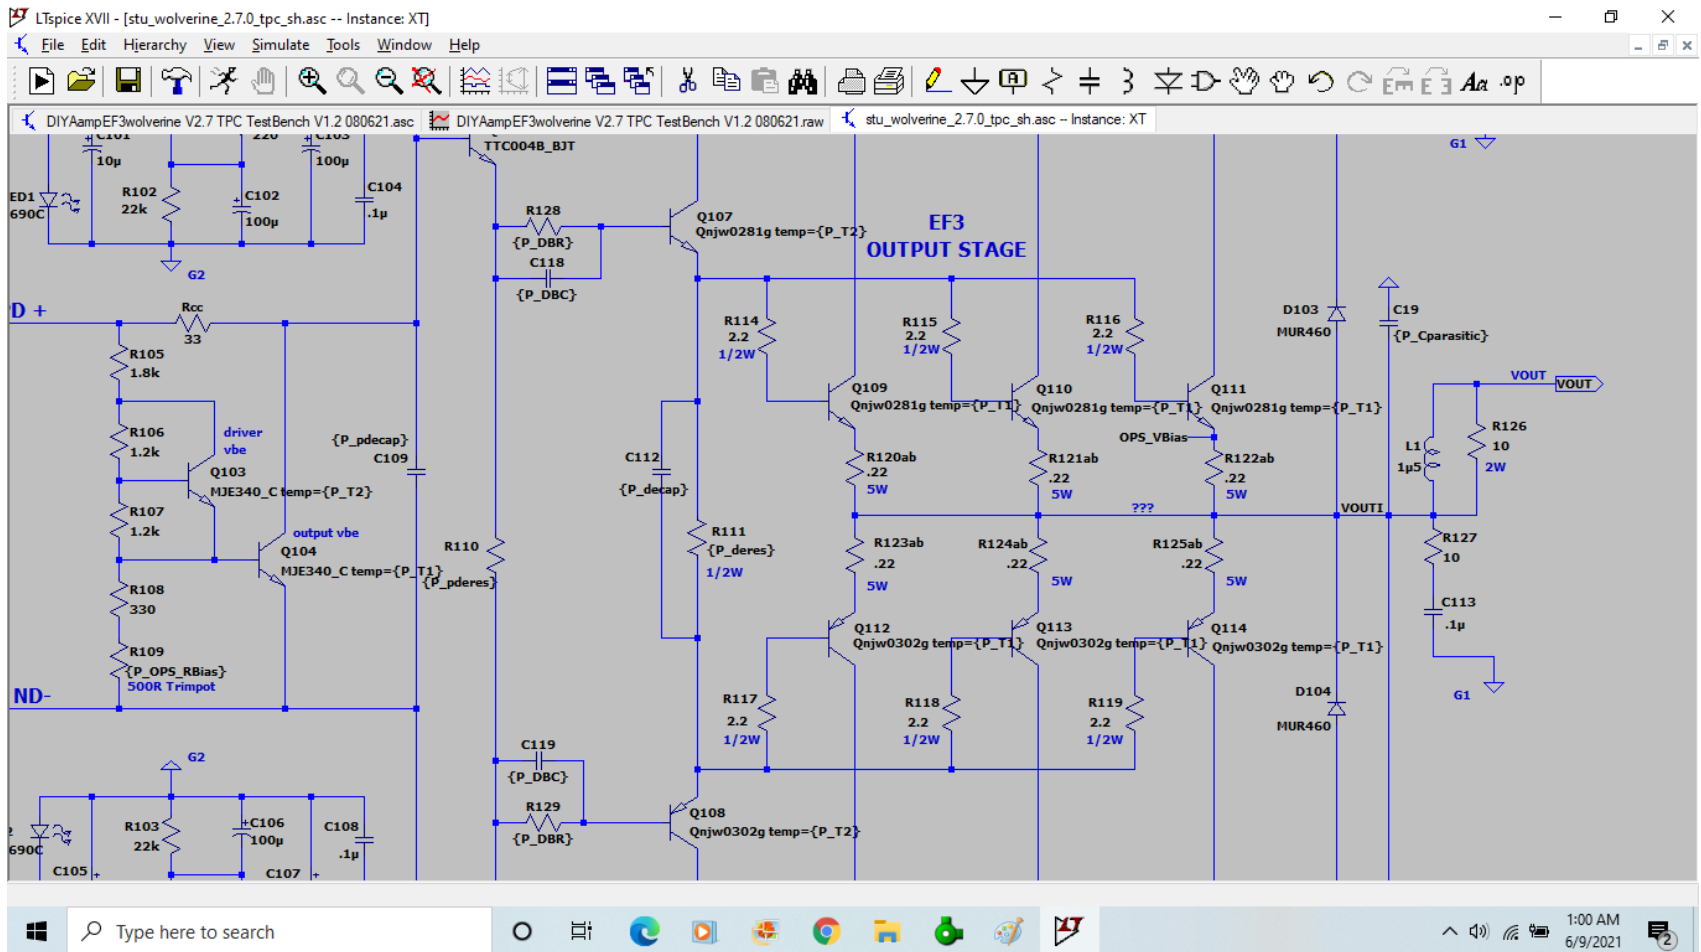 LTspice XVII - [stu_wolverine_2.7.0_tpc_sh.asc -- Instance: XT]
File Edit Hierarchy View Simulate Tools Window Help
DIYAampEF3wolverine V2.7 TPC TestBench V1.2 080621.asc
DIYAampEF3wolverine V2.7 TPC TestBench V1.2 080621.raw
stu_wolverine_2.7.0_tpc_sh.asc -- Instance: XT
C101
10µ
220
C103
100µ
TTC004B_BJT
G1
ED1
690C
R102
22k
C102
100µ
C104
.1µ
G2
R128
{P_DBR}
C118
{P_DBC}
Q107
Qnjw0281g temp={P_T2}
EF3
OUTPUT STAGE
D +
Rcc
33
R105
1.8k
R106
1.2k
driver
vbe
Q103
MJE340_C temp={P_T2}
R107
1.2k
output vbe
Q104
MJE340_C temp={P_T1}
R108
330
R109
{P_OPS_RBias}
500R Trimpot
ND-
{P_pdecap}
C109
R110
{P_pderes}
C112
{P_decap}
R111
{P_deres}
1/2W
R114
2.2
1/2W
R115
2.2
1/2W
R116
2.2
1/2W
Q109
Qnjw0281g temp={P_T1}
Q110
Qnjw0281g temp={P_T1}
Q111
Qnjw0281g temp={P_T1}
OPS_VBias
R120ab
.22
5W
R121ab
.22
5W
R122ab
.22
5W
???
VOUTI
R123ab
.22
5W
R124ab
.22
5W
R125ab
.22
5W
Q112
Qnjw0302g temp={P_T1}
Q113
Qnjw0302g temp={P_T1}
Q114
Qnjw0302g temp={P_T1}
R117
2.2
1/2W
R118
2.2
1/2W
R119
2.2
1/2W
D103
MUR460
C19
{P_Cparasitic}
VOUT
VOUT
L1
1µ5
R126
10
2W
R127
10
C113
.1µ
G1
D104
MUR460
G2
690C
C105
R103
22k
C106
100µ
C107
C108
.1µ
C119
{P_DBC}
R129
{P_DBR}
Q108
Qnjw0302g temp={P_T2}
Type here to search
1:00 AM
6/9/2021
2